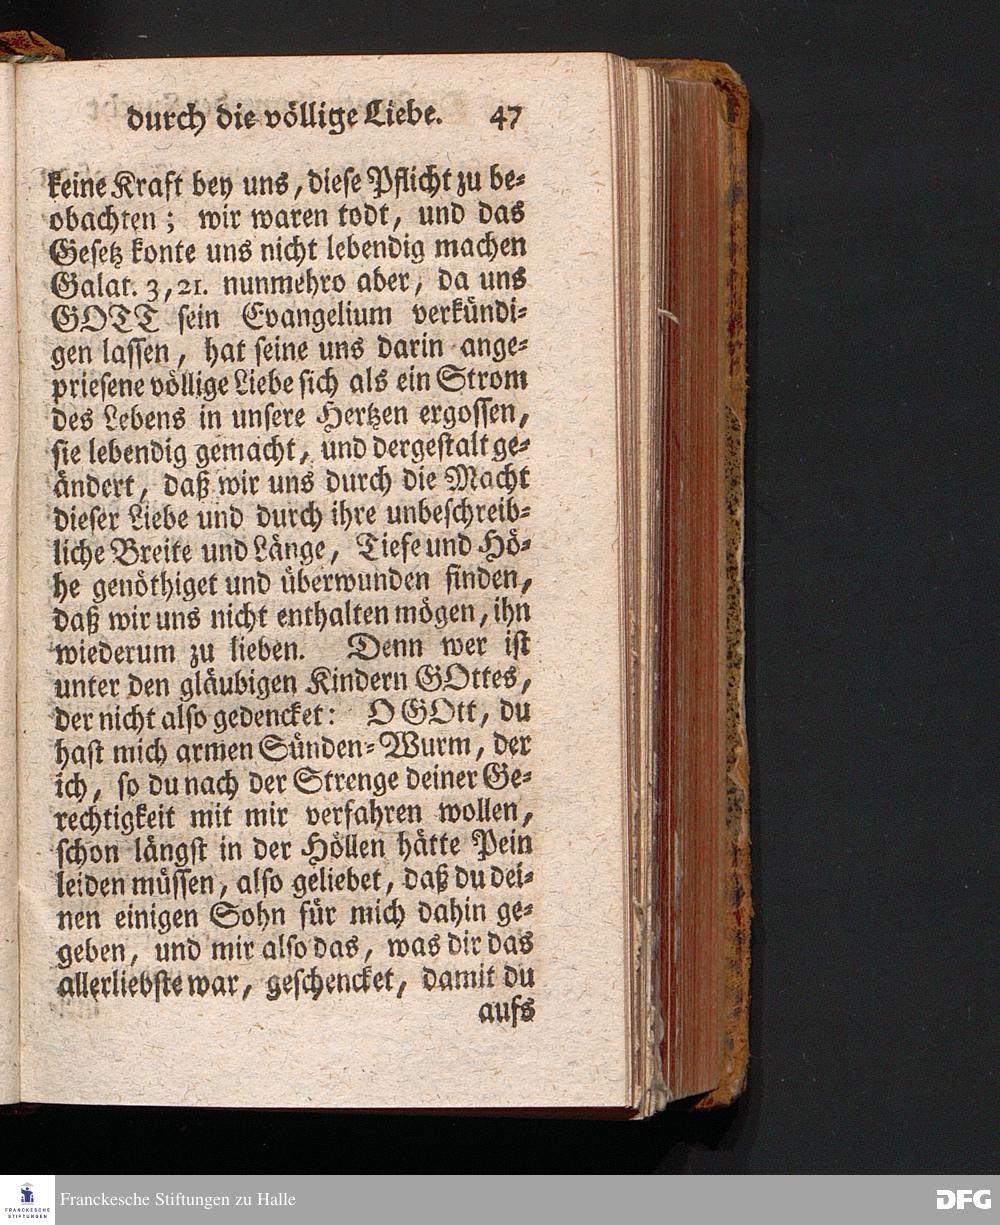 durch die völlige Liebe. 47
keine Kraft bey uns, diese Pflicht zu be-
obachten; wir waren todt, und das
Gesetz konte uns nicht lebendig machen
Galat. 3, 21. nunmehro aber, da uns
GOTT sein Evangelium verkündi-
gen lassen, hat seine uns darin ange-
priesene völlige Liebe sich als ein Strom
des Lebens in unsere Hertzen ergossen,
sie lebendig gemacht, und dergestalt ge-
ändert, daß wir uns durch die Macht
dieser Liebe und durch ihre unbeschreib-
liche Breite und Länge, Tiefe und Hö-
he genöthiget und überwunden finden,
daß wir uns nicht enthalten mögen, ihn
wiederum zu lieben. Denn wer ist
unter den gläubigen Kindern GOttes,
der nicht also gedencket: O GOtt, du
hast mich armen Sünden-Wurm, der
ich, so du nach der Strenge deiner Ge-
rechtigkeit mit mir verfahren wollen,
schon längst in der Höllen hätte Pein
leiden müssen, also geliebet, daß du dei-
nen einigen Sohn für mich dahin ge-
geben, und mir also das, was dir das
allerliebste war, geschencket, damit du
aufs
FRANCKESCHE
STIFTUNGEN
Franckesche Stiftungen zu Halle
DFG